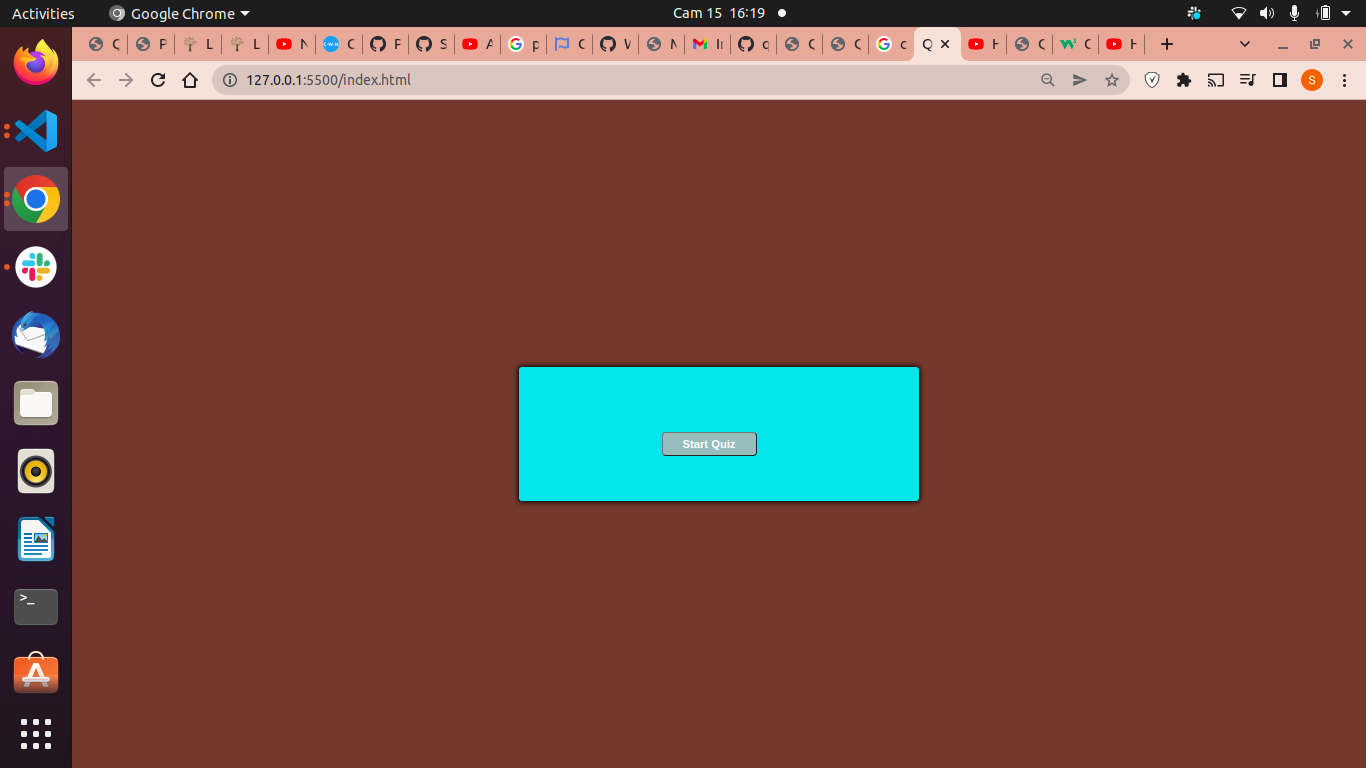 Activities
Google Chrome
Cam 15 16:19
127.0.0.1:5500/index.html
S
Start Quiz
>_